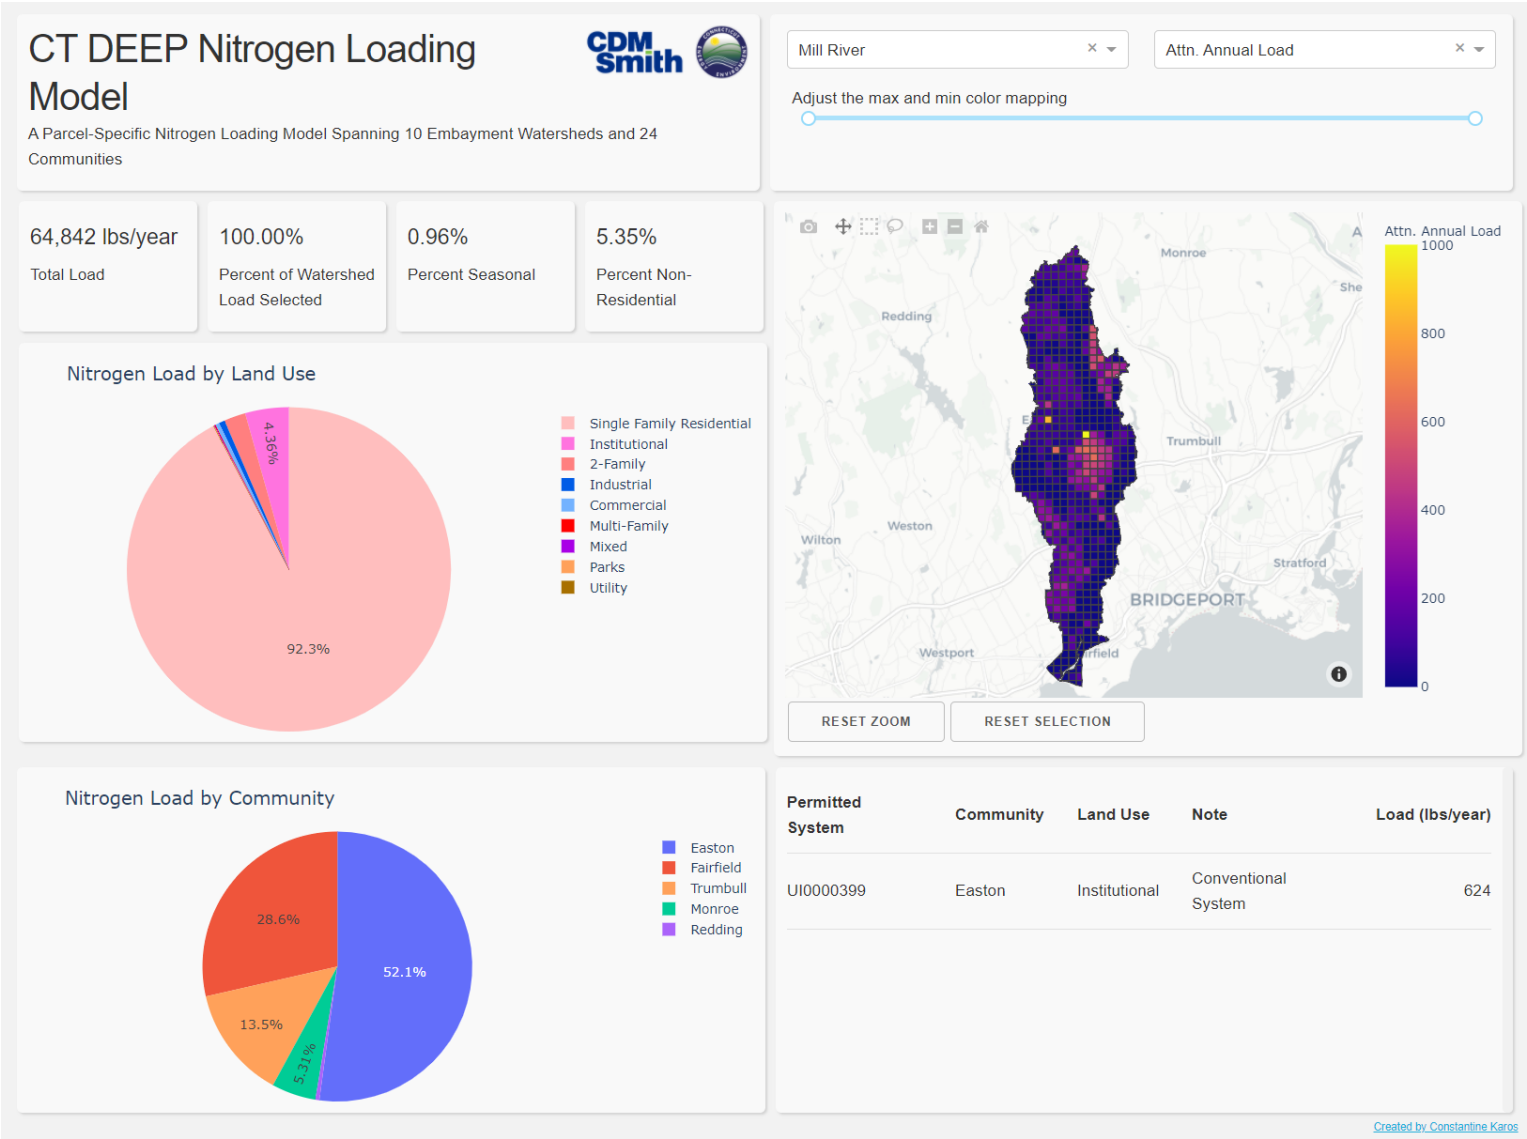 CT DEEP Nitrogen Loading
Model
A Parcel-Specific Nitrogen Loading Model Spanning 10 Embayment Watersheds and 24
Communities
CDM
Smith
Mill River
Attn. Annual Load
Adjust the max and min color mapping
64,842 lbs/year
Total Load
100.00%
Percent of Watershed
Load Selected
0.96%
Percent Seasonal
5.35%
Percent Non-
Residential
Nitrogen Load by Land Use
4.36%
92.3%
Single Family Residential
Institutional
2-Family
Industrial
Commercial
Multi-Family
Mixed
Parks
Utility
Monroe
She
Redding
Trumbull
Weston
Wilton
Stratford
BRIDGEPORT
Westport
rfield
Attn. Annual Load
1000
800
600
400
200
0
RESET ZOOM
RESET SELECTION
Nitrogen Load by Community
28.6%
52.1%
13.5%
5.31%
Easton
Fairfield
Trumbull
Monroe
Redding
Permitted
System
Community
Land Use
Note
Load (lbs/year)
UI0000399
Easton
Institutional
Conventional
System
624
Created by Constantine Karos